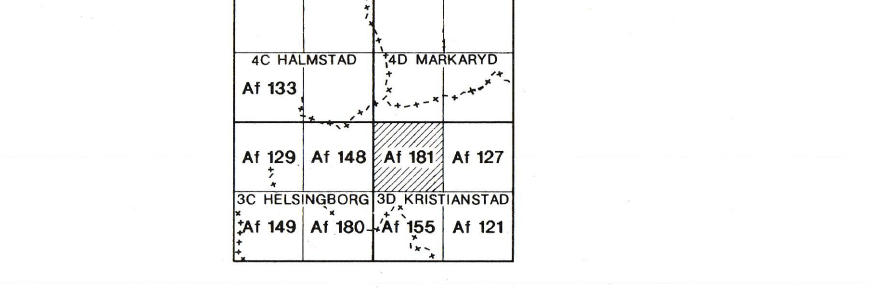 4C HALMSTAD 4D MARKARYD
Af 133
Af 129 Af 148 Af 181 Af 127
3C HELSINGBORG 3D KRISTIANSTAD
Af 149 Af 180 Af 155 Af 121